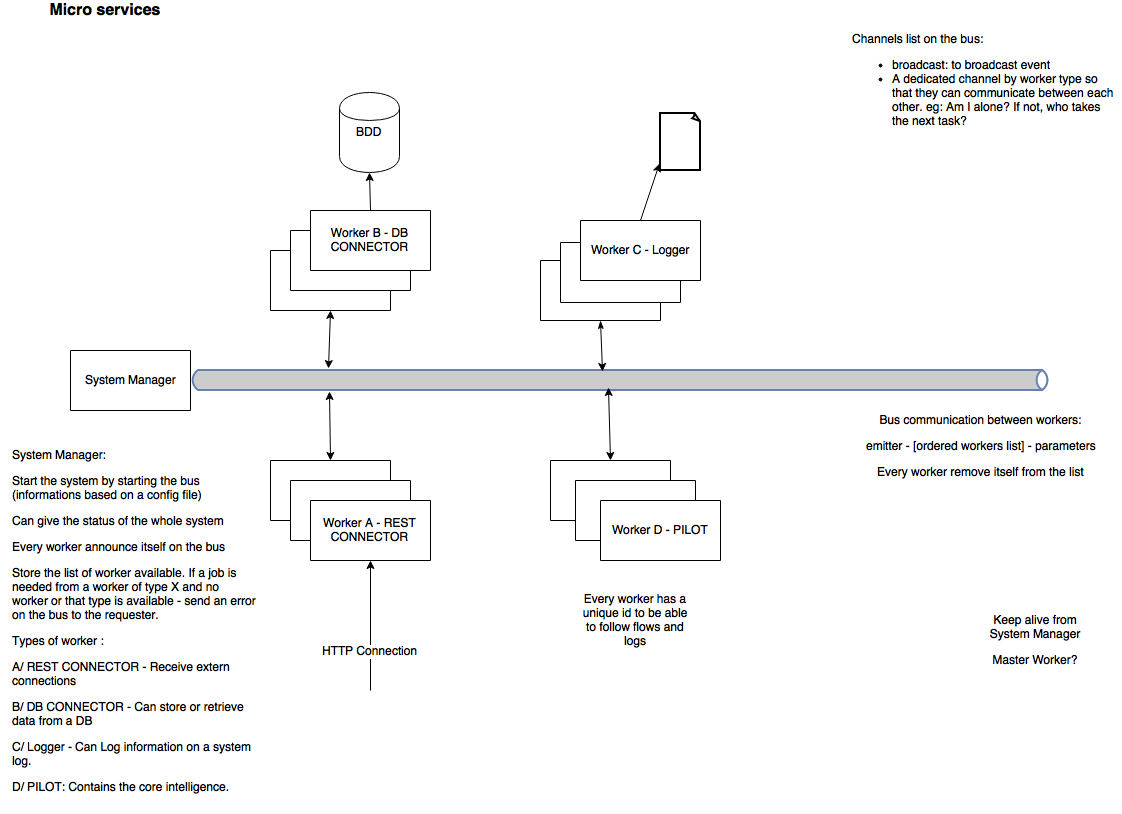 Micro services
Channels list on the bus:
broadcast: to broadcast event
A dedicated channel by worker type so
that they can communicate between each
other. eg: Am I alone? If not, who takes
the next task?
BDD
Worker B - DB
CONNECTOR
Worker C - Logger
System Manager
Bus communication between workers:
emitter - [ordered workers list] - parameters
Every worker remove itself from the list
System Manager:
Start the system by starting the bus
(informations based on a config file)
Can give the status of the whole system
Every worker announce itself on the bus
Store the list of worker available. If a job is
needed from a worker of type X and no
worker or that type is available - send an error
on the bus to the requester.
Types of worker :
A/ REST CONNECTOR - Receive extern
connections
B/ DB CONNECTOR - Can store or retrieve
data from a DB
C/ Logger - Can Log information on a system
log.
D/ PILOT: Contains the core intelligence.
Worker A - REST
CONNECTOR
HTTP Connection
Worker D - PILOT
Every worker has a
unique id to be able
to follow flows and
logs
Keep alive from
System Manager
Master Worker?